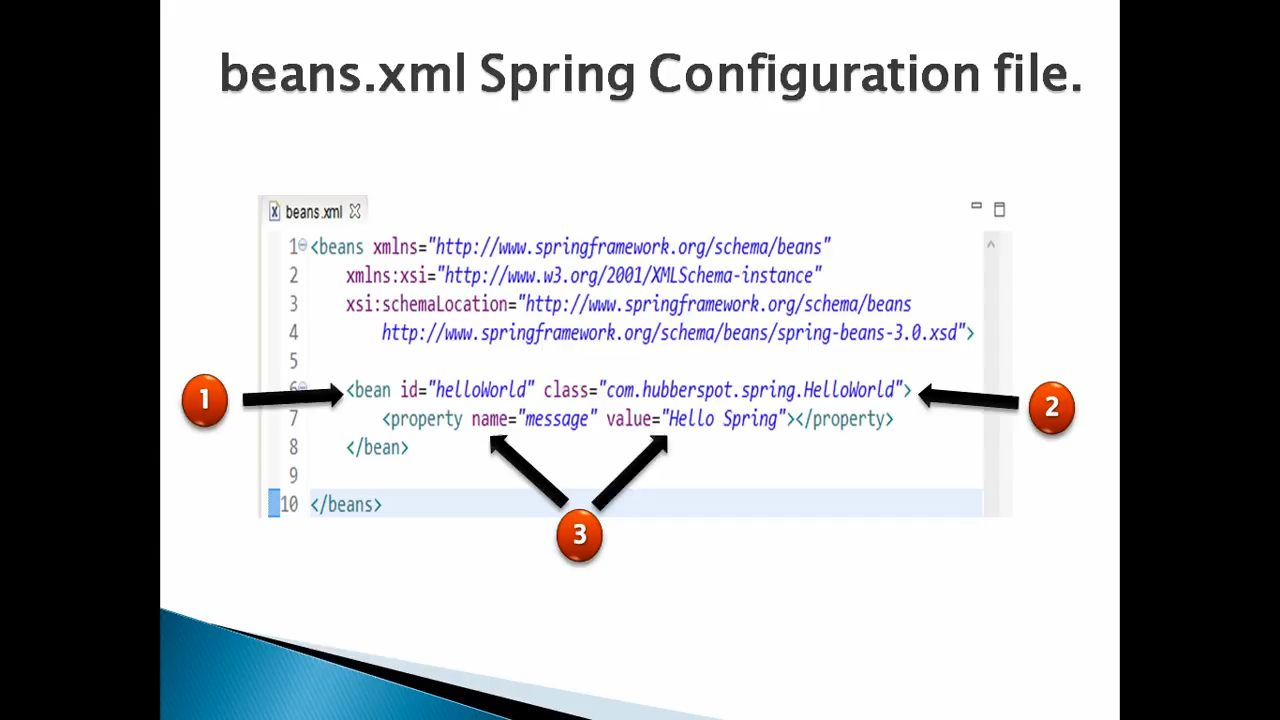 beans.xml Spring Configuration file.
beans.xml
1 <beans xmlns="http://www.springframework.org/schema/beans"
2 xmlns:xsi="http://www.w3.org/2001/XMLSchema-instance"
3 xsi:schemaLocation="http://www.springframework.org/schema/beans
4 http://www.springframework.org/schema/beans/spring-beans-3.0.xsd">
5
1 6 <bean id="helloWorld" class="com.hubberspot.spring.HelloWorld"> 2
7 <property name="message" value="Hello Spring"></property>
8 </bean>
9
10 </beans>
3